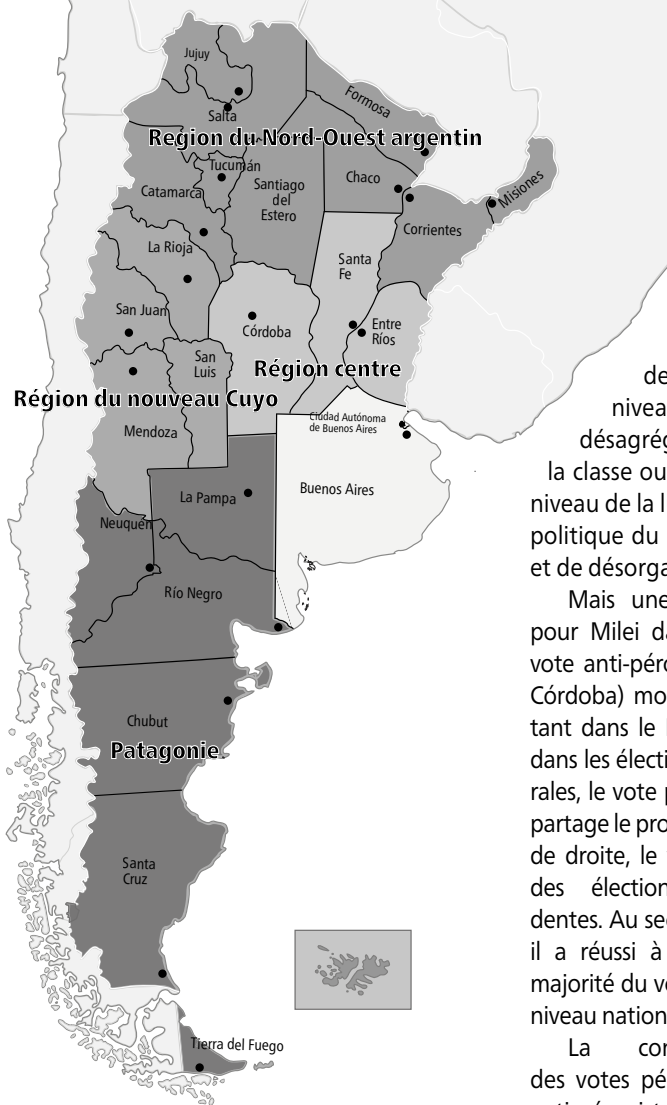 Jujuy
Formosa
Salta
Region du Nord-Ouest argentin
Tucumán
Santiago
del
Estero
Chaco
Misiones
Catamarca
Corrientes
La Rioja
Santa
Fe
San Juan
Córdoba
Entre
Ríos
San
Luis
Région centre
Région du nouveau Cuyo
Ciudad Autónoma
de Buenos Aires
Mendoza
La Pampa
Buenos Aires
Neuquén
Río Negro
Chubut
Patagonie
Santa
Cruz
Tierra del Fuego
de
nivea
désagrég
la classe ou
niveau de la l
politique du
et de désorga
Mais une
pour Milei da
vote anti-péro
Córdoba) mo
tant dans le
dans les électi
rales, le vote p
partage le pro
de droite, le
des élection
dentes. Au se
il a réussi à
majorité du v
niveau nation
La con
des votes pé